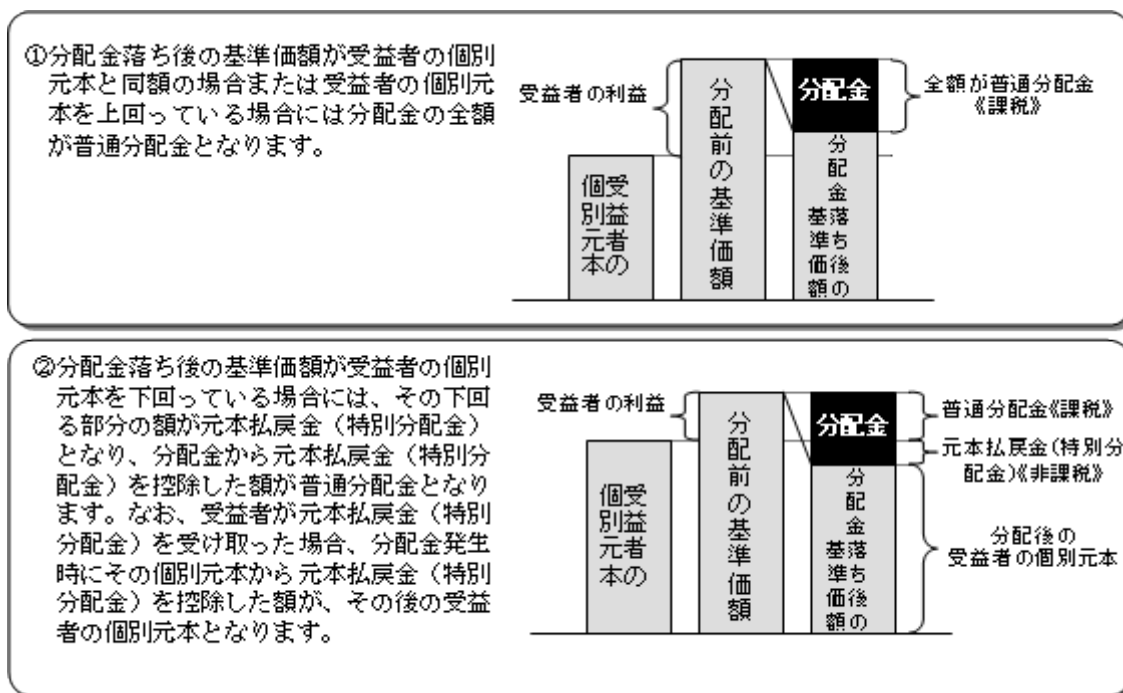 ①分配金落ち後の基準価額が受益者の個別
元本と同額の場合または受益者の個別元
本を上回っている場合には分配金の全額
が普通分配金となります。
受益者の利益
受益者の
個別元本
分配前の基準価額
分配金
分配金落ち後の
基準価額
全額が普通分配金
《課税》
②分配金落ち後の基準価額が受益者の個別
元本を下回っている場合には、その下回
る部分の額が元本払戻金（特別分配金）
となり、分配金から元本払戻金（特別分
配金）を控除した額が普通分配金となり
ます。なお、受益者が元本払戻金（特別
分配金）を受け取った場合、分配金発生
時にその個別元本から元本払戻金（特別
分配金）を控除した額が、その後の受益
者の個別元本となります。
受益者の利益
受益者の
個別元本
分配前の基準価額
分配金
分配金落ち後の
基準価額
普通分配金《課税》
元本払戻金(特別分
配金)《非課税》
分配後の
受益者の個別元本